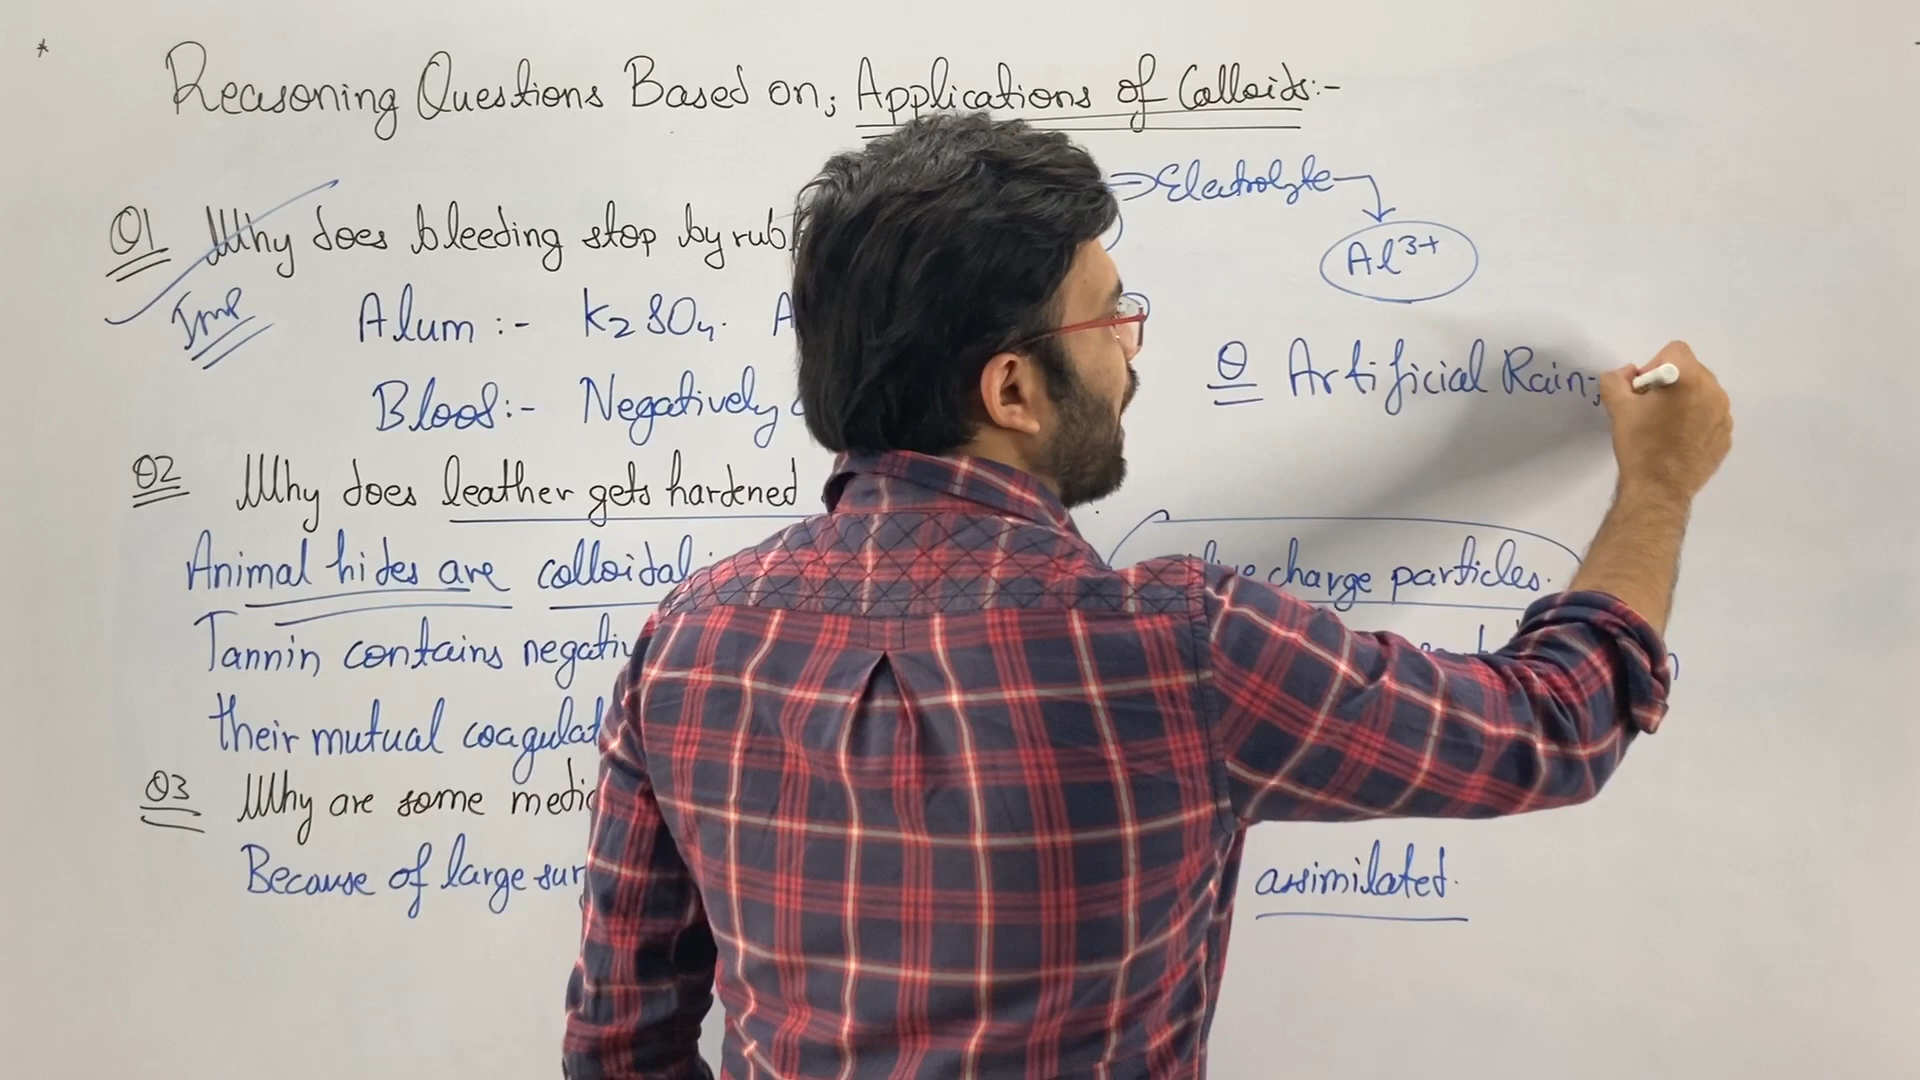 Reasoning Questions Based on; Applications of Colloids:-
Q1 Why does bleeding stop by rub
Imp
Alum :- K2SO4. A
Blood:- Negatively c
Electrolyte
Al3+
Q Artificial Rain;
Q2 Why does leather gets hardened
Animal hides are colloidal
charge particles.
Tannin contains negativ
their mutual coagulat
Q3 Why are some medic
Because of large sur
assimilated.